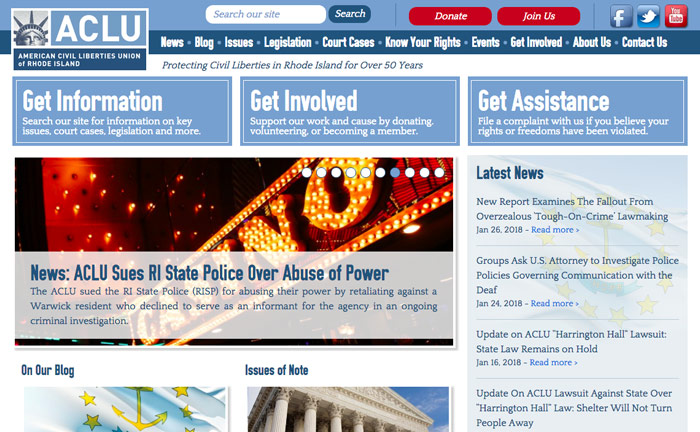 ACLU
AMERICAN CIVIL LIBERTIES UNION
of RHODE ISLAND
Search our site
Search
Donate
Join Us
You
Tube
News • Blog • Issues • Legislation • Court Cases • Know Your Rights • Events • Get Involved • About Us • Contact Us
Protecting Civil Liberties in Rhode Island for Over 50 Years
Get Information
Search our site for information on key
issues, court cases, legislation and more.
Get Involved
Support our work and cause by donating,
volunteering, or becoming a member.
Get Assistance
File a complaint with us if you believe your
rights or freedoms have been violated.
NO
News: ACLU Sues RI State Police Over Abuse of Power
The ACLU sued the RI State Police (RISP) for abusing their power by retaliating against a
Warwick resident who declined to serve as an informant for the agency in an ongoing
criminal investigation.
On Our Blog
Issues of Note
Latest News
New Report Examines The Fallout From
Overzealous 'Tough-On-Crime' Lawmaking
Jan 26, 2018 - Read more >
Groups Ask U.S. Attorney to Investigate Police
Policies Governing Communication with the
Deaf
Jan 24, 2018 - Read more >
Update on ACLU "Harrington Hall" Lawsuit:
State Law Remains on Hold
Jan 16, 2018 - Read more >
Update On ACLU Lawsuit Against State Over
"Harrington Hall" Law: Shelter Will Not Turn
People Away